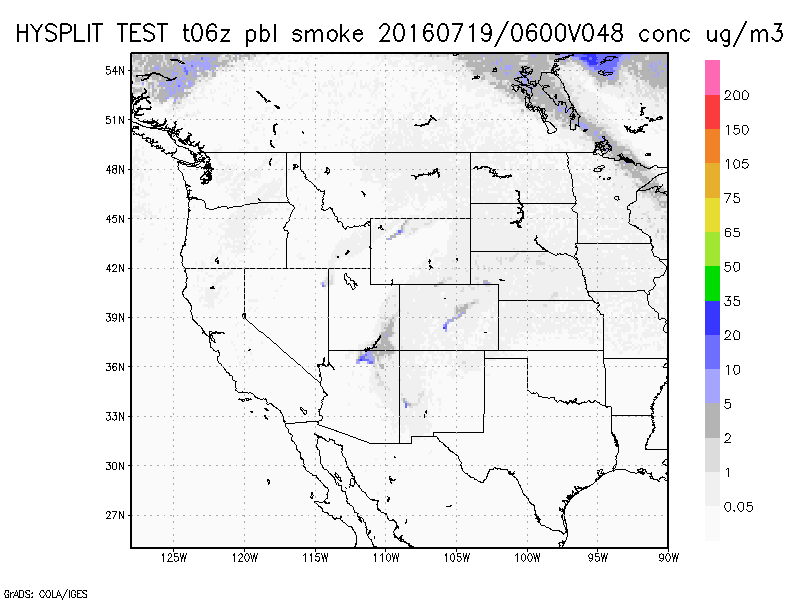 HYSPLIT TEST t06z pbl smoke 20160719/0600V048 conc ug/m3
54N
51N
48N
45N
42N
39N
36N
33N
30N
27N
125W 120W 115W 110W 105W 100W 95W 90W
200
150
105
75
65
50
35
20
10
5
2
1
0.05
GrADS: COLA/IGES